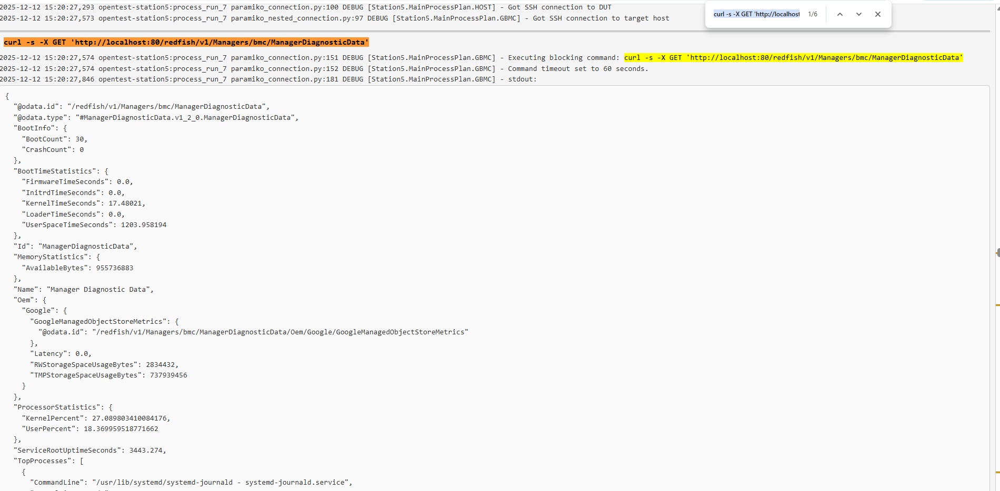 2025-12-12 15:20:27,293 opentest-station5:process_run_7 paramiko_connection.py:100 DEBUG [Station5.MainProcessPlan.HOST] - Got SSH connection to DUT
curl -s -X GET 'http://localhost
1/6
2025-12-12 15:20:27,573 opentest-station5:process_run_7 paramiko_nested_connection.py:97 DEBUG [Station5.MainProcessPlan.GBMC] - Got SSH connection to target host
curl -s -X GET 'http://localhost:80/redfish/v1/Managers/bmc/ManagerDiagnosticData'
2025-12-12 15:20:27,574 opentest-station5:process_run_7 paramiko_connection.py:151 DEBUG [Station5.MainProcessPlan.GBMC] - Executing blocking command: curl -s -X GET 'http://localhost:80/redfish/v1/Managers/bmc/ManagerDiagnosticData'
2025-12-12 15:20:27,574 opentest-station5:process_run_7 paramiko_connection.py:152 DEBUG [Station5.MainProcessPlan.GBMC] - Command timeout set to 60 seconds.
2025-12-12 15:20:27,846 opentest-station5:process_run_7 paramiko_connection.py:181 DEBUG [Station5.MainProcessPlan.GBMC] - stdout:
{
  "@odata.id": "/redfish/v1/Managers/bmc/ManagerDiagnosticData",
  "@odata.type": "#ManagerDiagnosticData.v1_2_0.ManagerDiagnosticData",
  "BootInfo": {
    "BootCount": 30,
    "CrashCount": 0
  },
  "BootTimeStatistics": {
    "FirmwareTimeSeconds": 0.0,
    "InitrdTimeSeconds": 0.0,
    "KernelTimeSeconds": 17.48021,
    "LoaderTimeSeconds": 0.0,
    "UserSpaceTimeSeconds": 1203.958194
  },
  "Id": "ManagerDiagnosticData",
  "MemoryStatistics": {
    "AvailableBytes": 955736883
  },
  "Name": "Manager Diagnostic Data",
  "Oem": {
    "Google": {
      "GoogleManagedObjectStoreMetrics": {
        "@odata.id": "/redfish/v1/Managers/bmc/ManagerDiagnosticData/Oem/Google/GoogleManagedObjectStoreMetrics"
      },
      "Latency": 0.0,
      "RWStorageSpaceUsageBytes": 2834432,
      "TMPStorageSpaceUsageBytes": 737939456
    }
  },
  "ProcessorStatistics": {
    "KernelPercent": 27.089803410084176,
    "UserPercent": 18.369959518771662
  },
  "ServiceRootUptimeSeconds": 3443.274,
  "TopProcesses": [
    {
      "CommandLine": "/usr/lib/systemd/systemd-journald - systemd-journald.service",